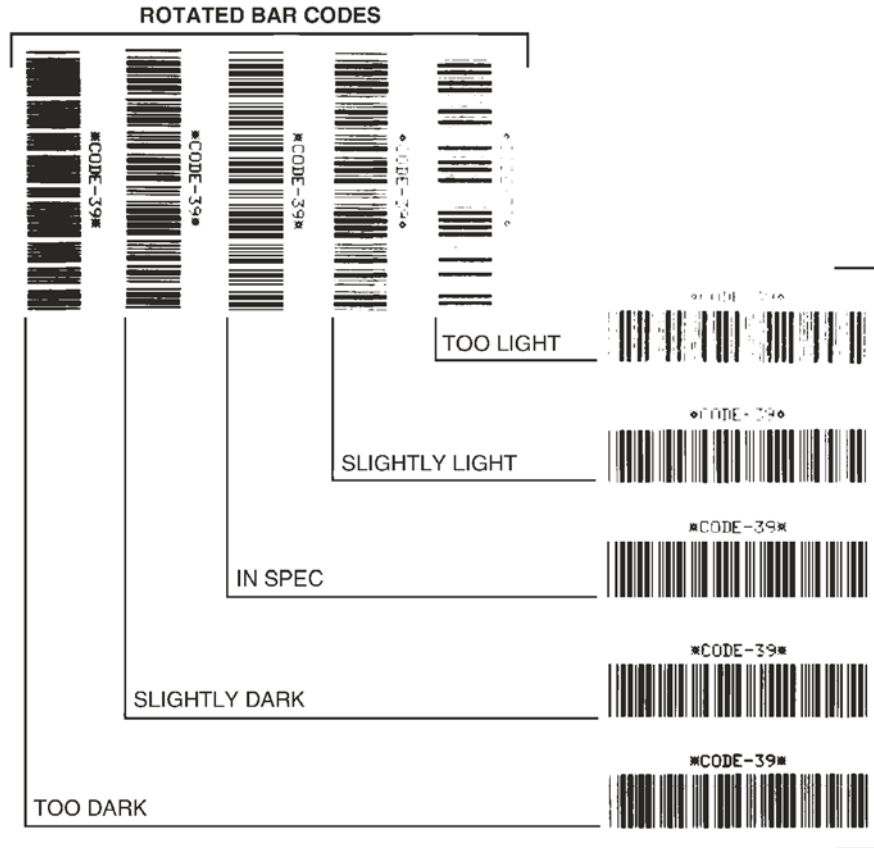 ROTATED BAR CODES
*CODE-39*
*CODE-39*
*CODE-39*
TOO LIGHT
SLIGHTLY LIGHT
*CODE-39*
IN SPEC
*CODE-39*
SLIGHTLY DARK
*CODE-39*
TOO DARK